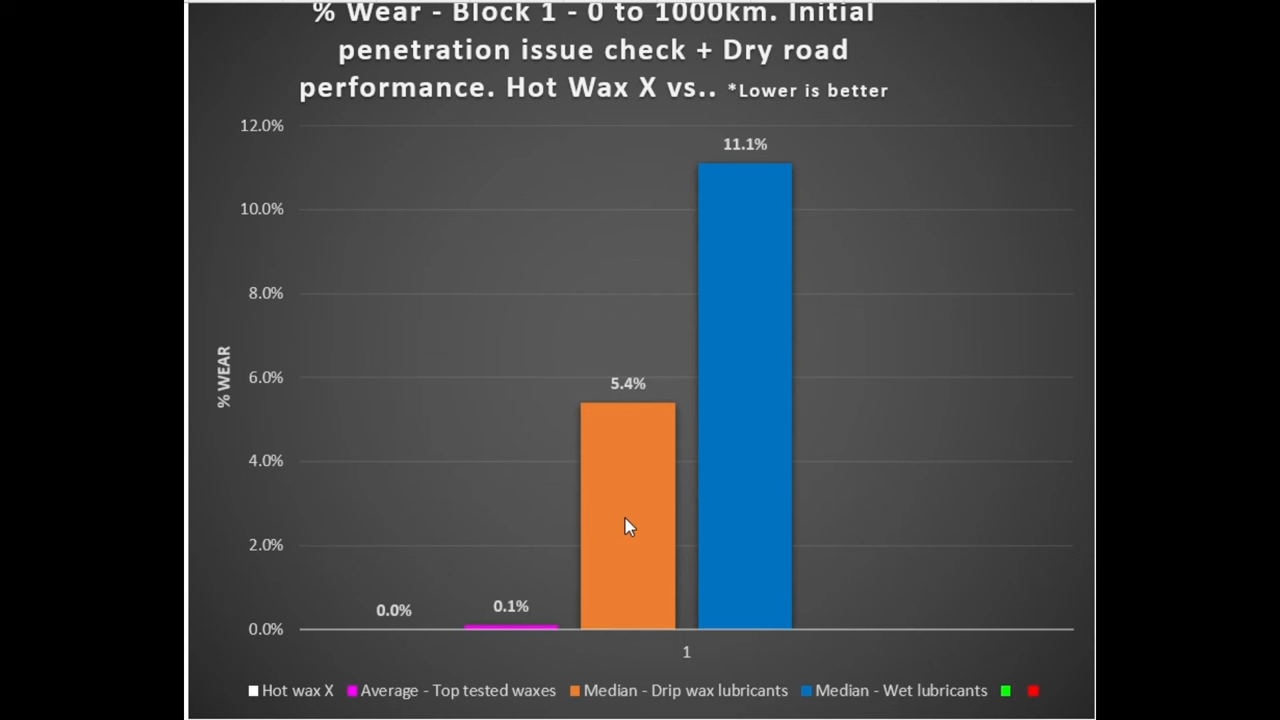 % Wear - Block 1 - 0 to 1000km. Initial
penetration issue check + Dry road
performance. Hot Wax X vs.. *Lower is better
12.0%
11.1%
10.0%
8.0%
% WEAR
6.0%
5.4%
4.0%
2.0%
0.0%
0.1%
0.0%
1
Hot wax X Average - Top tested waxes Median - Drip wax lubricants Median - Wet lubricants